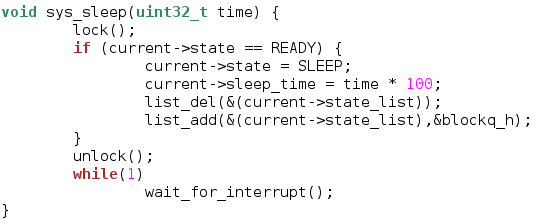 void sys_sleep(uint32_t time) {
        lock();
        if (current->state == READY) {
                current->state = SLEEP;
                current->sleep_time = time * 100;
                list_del(&(current->state_list));
                list_add(&(current->state_list),&blockq_h);
        }
        unlock();
        while(1)
                wait_for_interrupt();
}